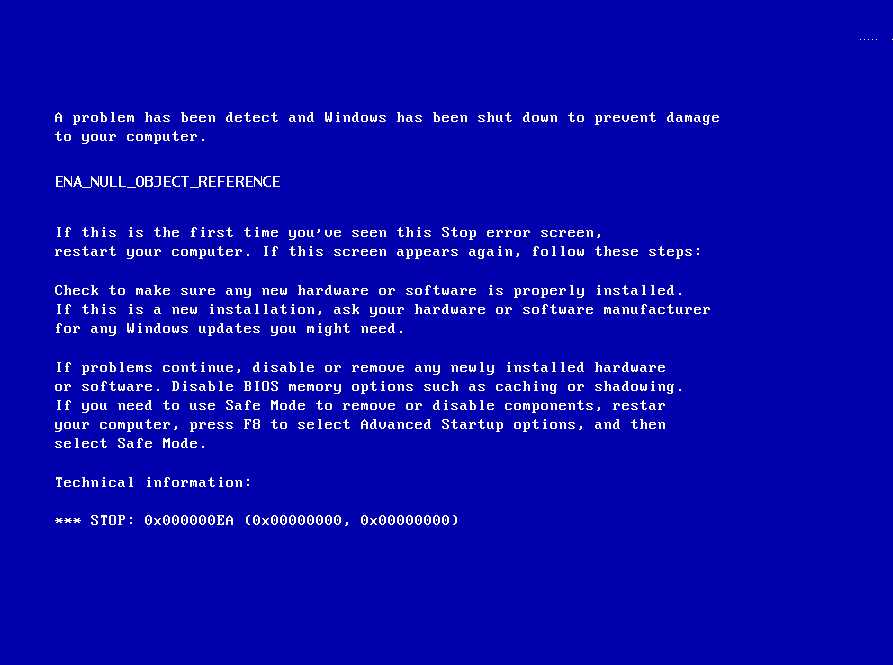 A problem has been detect and Windows has been shut down to prevent damage
to your computer.
ENA_NULL_OBJECT_REFERENCE
If this is the first time you've seen this Stop error screen,
restart your computer. If this screen appears again, follow these steps:
Check to make sure any new hardware or software is properly installed.
If this is a new installation, ask your hardware or software manufacturer
for any Windows updates you might need.
If problems continue, disable or remove any newly installed hardware
or software. Disable BIOS memory options such as caching or shadowing.
If you need to use Safe Mode to remove or disable components, restar
your computer, press F8 to select Advanced Startup options, and then
select Safe Mode.
Technical information:
*** STOP: 0x000000EA (0x00000000, 0x00000000)